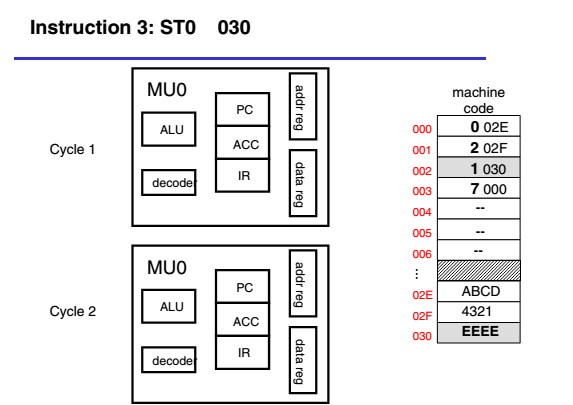 Instruction 3: ST0 030
Cycle 1
MU0
ALU
decoder
PC
ACC
IR
addr reg
data reg
Cycle 2
MU0
ALU
decoder
PC
ACC
IR
addr reg
data reg
machine
code
000 0 02E
001 2 02F
002 1 030
003 7 000
004 --
005 --
006 --
:
02E ABCD
02F 4321
030 EEEE